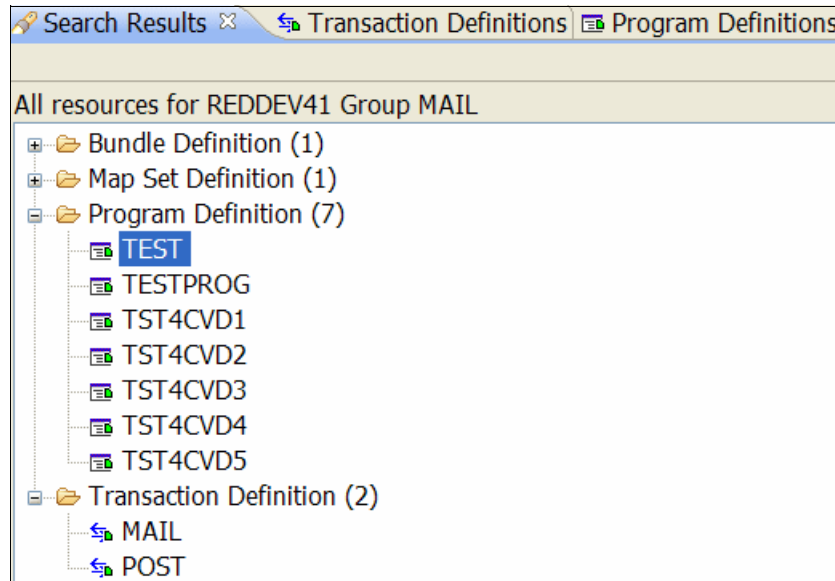 Search Results Transaction Definitions Program Definitions
All resources for REDDEV41 Group MAIL
Bundle Definition (1)
Map Set Definition (1)
Program Definition (7)
TEST
TESTPROG
TST4CVD1
TST4CVD2
TST4CVD3
TST4CVD4
TST4CVD5
Transaction Definition (2)
MAIL
POST